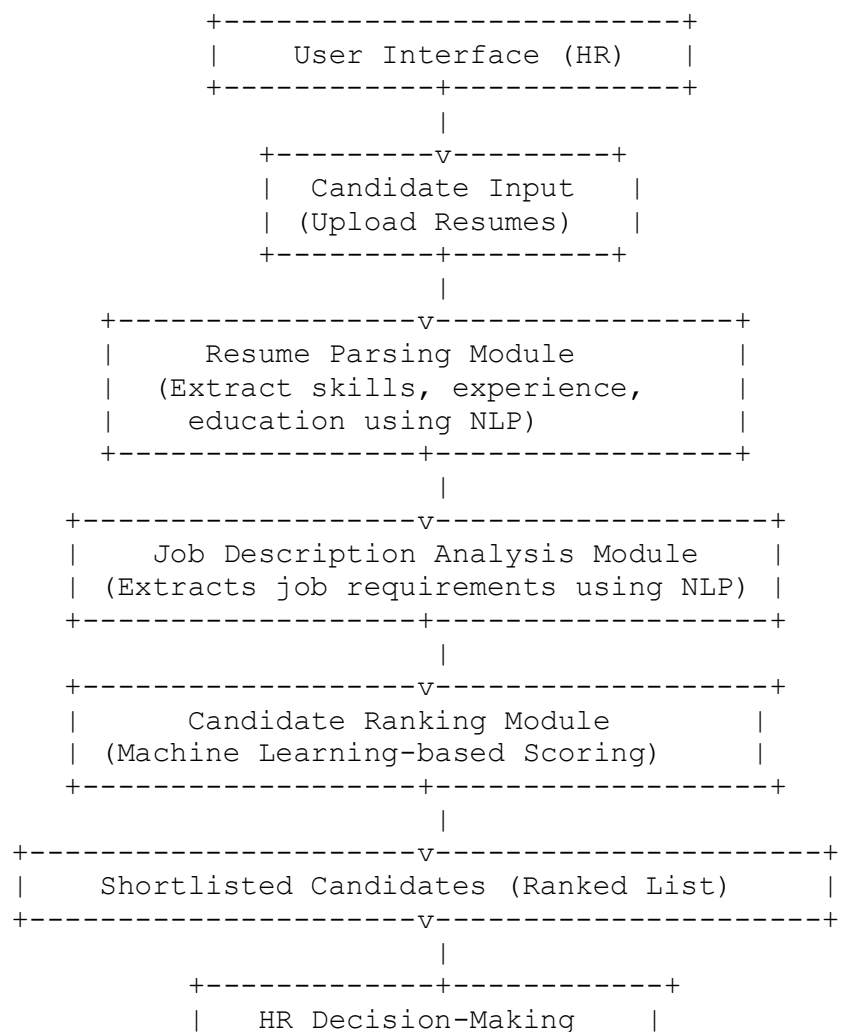 User Interface (HR)
Candidate Input
(Upload Resumes)
Resume Parsing Module
(Extract skills, experience,
education using NLP)
Job Description Analysis Module
(Extracts job requirements using NLP)
Candidate Ranking Module
(Machine Learning-based Scoring)
Shortlisted Candidates (Ranked List)
HR Decision-Making